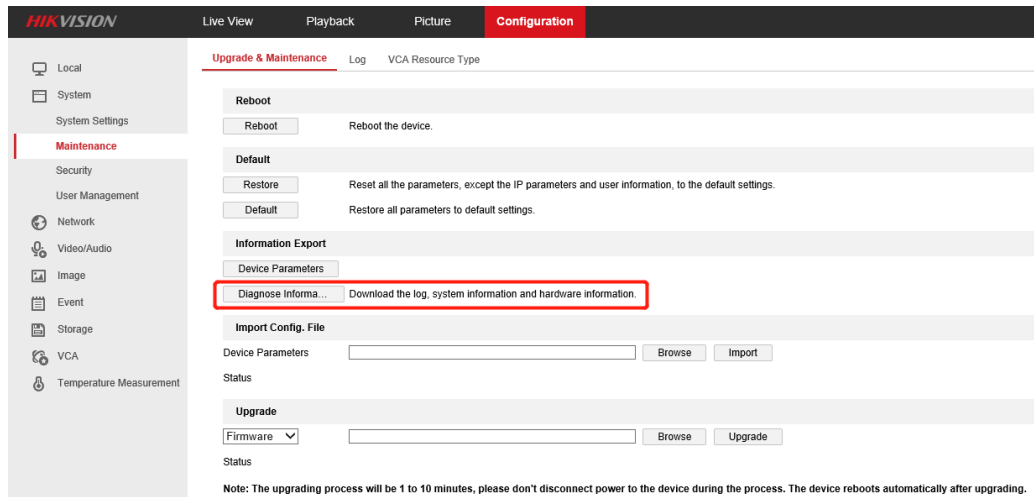 HIKVISION Live View Playback Picture Configuration
Local
System
System Settings
Maintenance
Security
User Management
Network
Video/Audio
Image
Event
Storage
VCA
Temperature Measurement
Upgrade & Maintenance Log VCA Resource Type
Reboot
Reboot Reboot the device.
Default
Restore Reset all the parameters, except the IP parameters and user information, to the default settings.
Default Restore all parameters to default settings.
Information Export
Device Parameters
Diagnose Informa... Download the log, system information and hardware information.
Import Config. File
Device Parameters Browse Import
Status
Upgrade
Firmware Browse Upgrade
Status
Note: The upgrading process will be 1 to 10 minutes, please don't disconnect power to the device during the process. The device reboots automatically after upgrading.